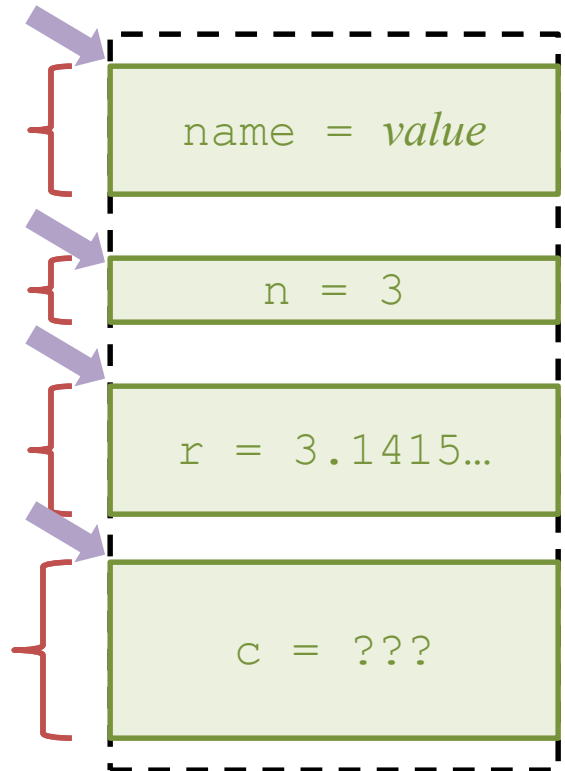 name = value
n = 3
r = 3.1415…
c = ???